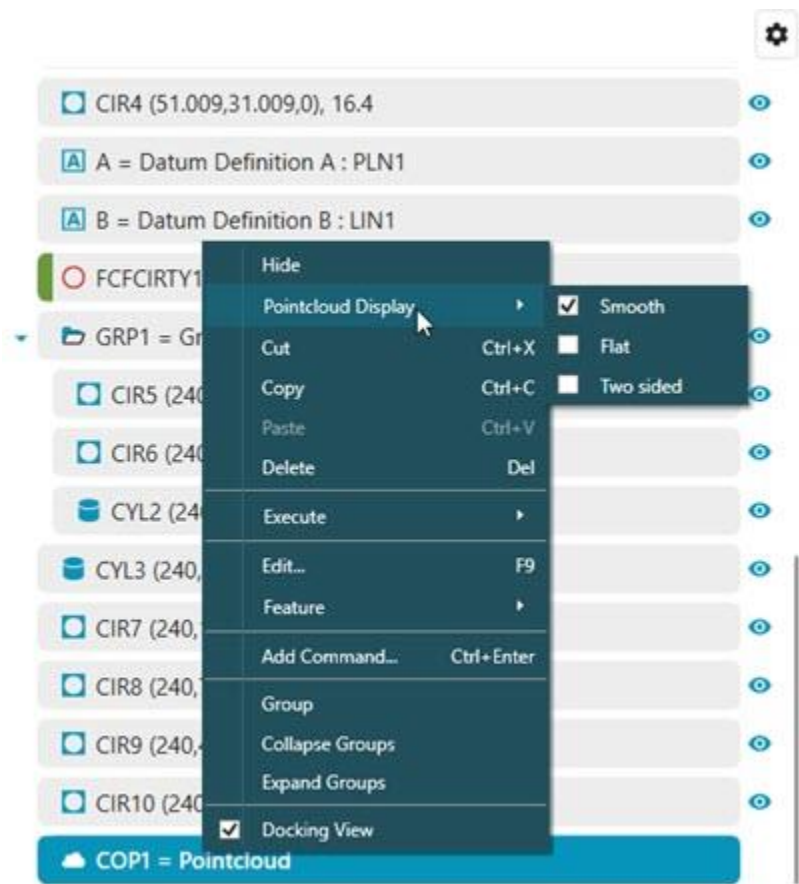 CIR4 (51.009,31.009,0), 16.4
A A = Datum Definition A : PLN1
A B = Datum Definition B : LIN1
FCFCIRTY1
GRP1 = Gr
CIR5 (240
CIR6 (240
CYL2 (24
CYL3 (240,
CIR7 (240,
CIR8 (240,
CIR9 (240,
CIR10 (240
COP1 = Pointcloud
Hide
Pointcloud Display
Cut Ctrl+X
Copy Ctrl+C
Paste Ctrl+V
Delete Del
Execute
Edit... F9
Feature
Add Command... Ctrl+Enter
Group
Collapse Groups
Expand Groups
Docking View
Smooth
Flat
Two sided